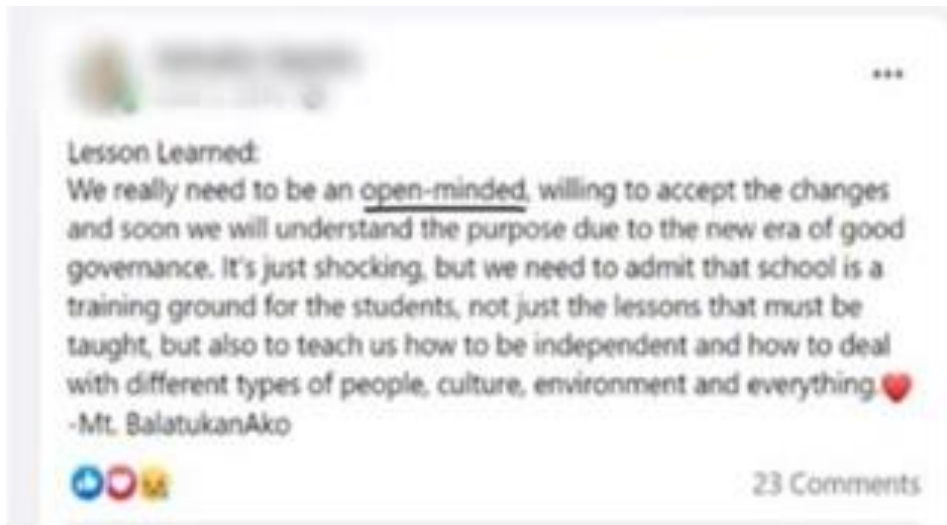 Lesson Learned:
We really need to be an open-minded, willing to accept the changes
and soon we will understand the purpose due to the new era of good
governance. It's just shocking, but we need to admit that school is a
training ground for the students, not just the lessons that must be
taught, but also to teach us how to be independent and how to deal
with different types of people, culture, environment and everything.
-Mt. BalatukanAko
23 Comments